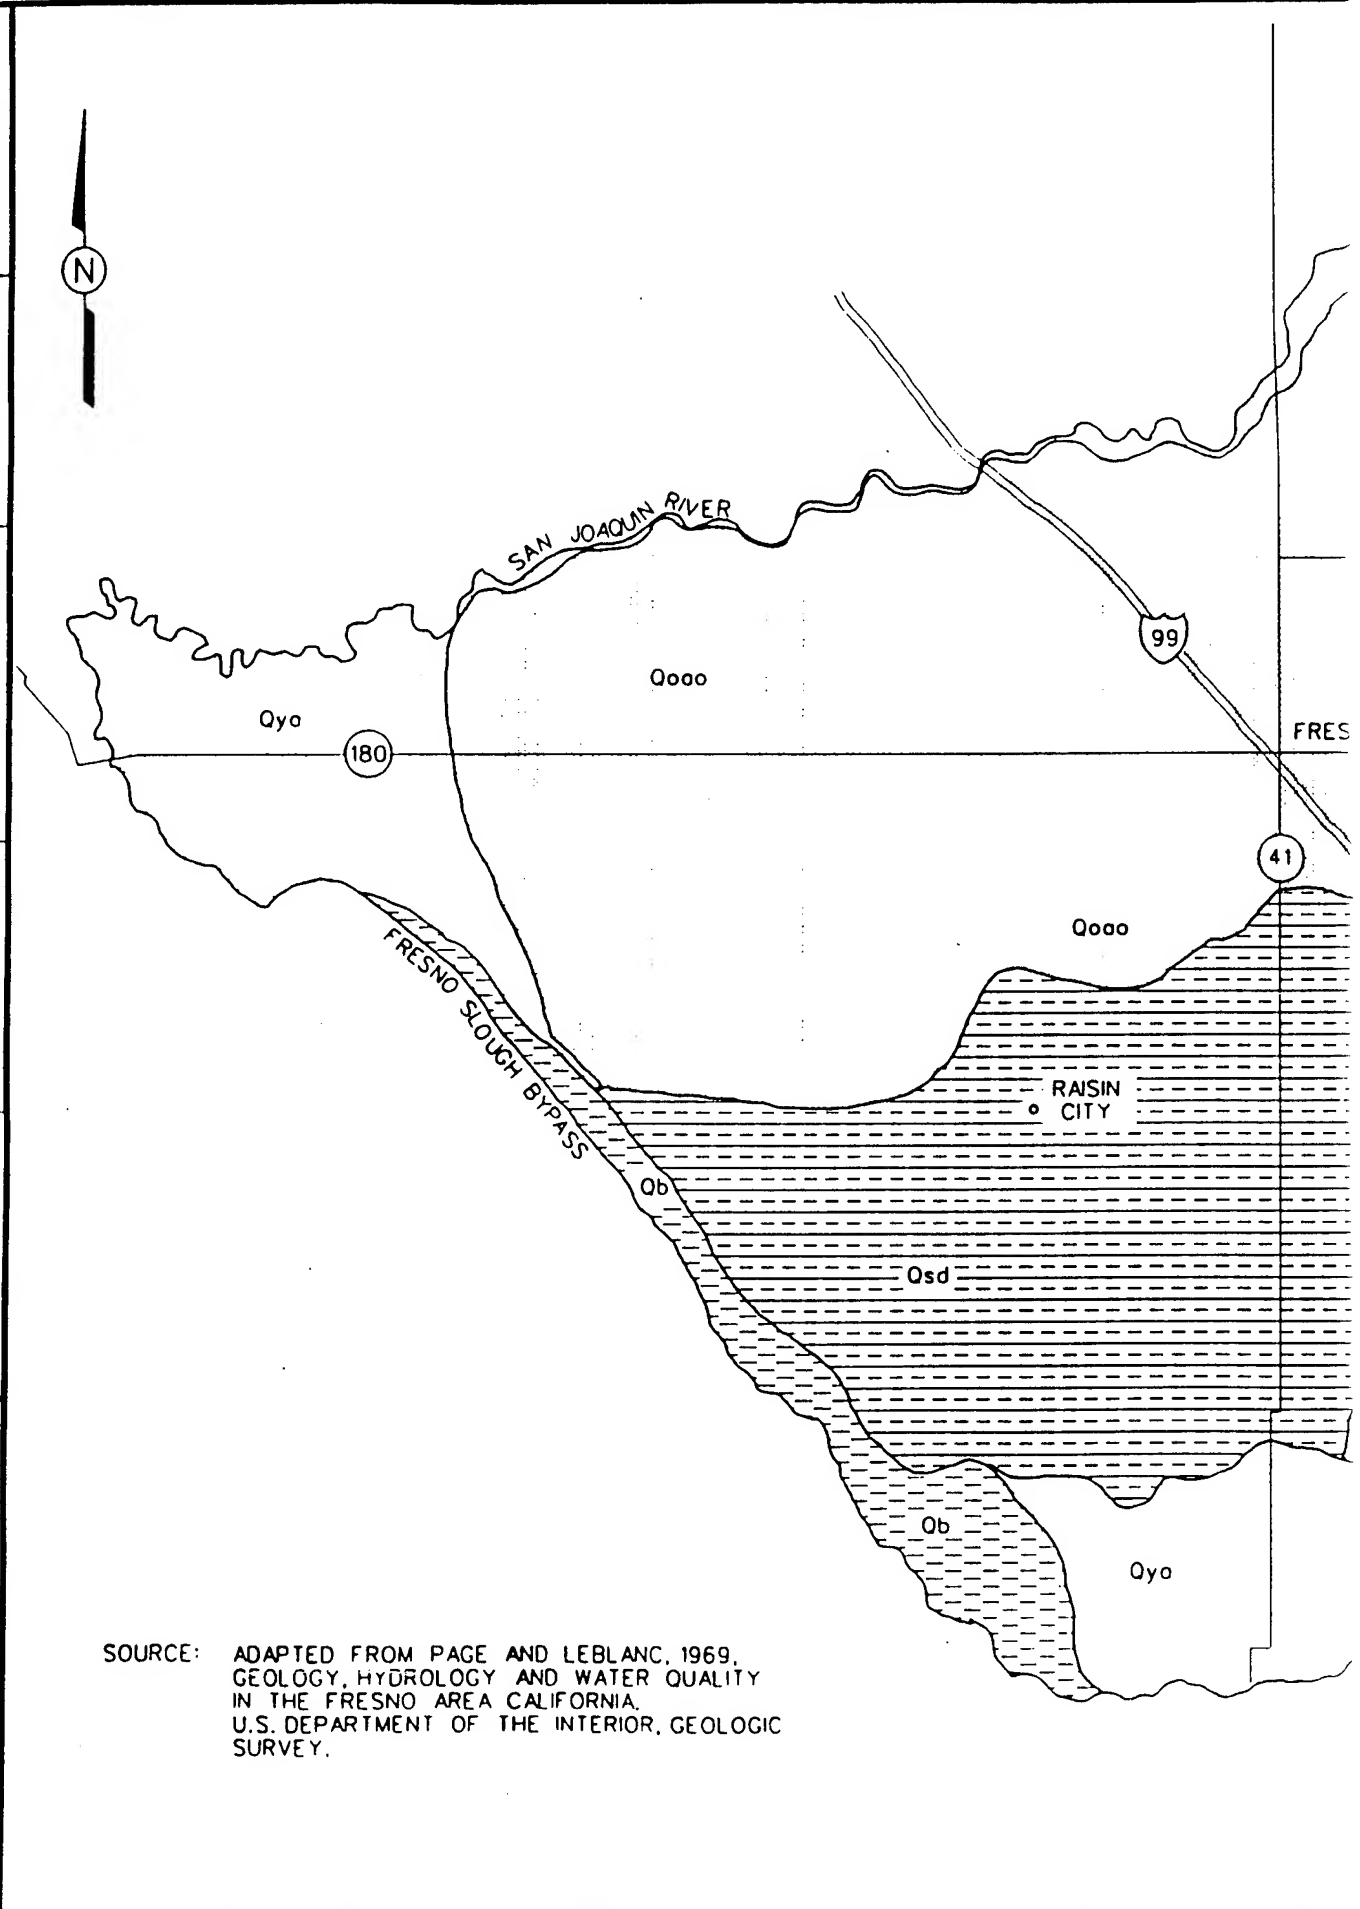 N
SAN JOAQUIN RIVER
99
Qoao
Qya
180
FRES
41
Qoao
FRESNO SLOUGH BYPASS
RAISIN
CITY
Qb
Qsd
Qb
Qya
SOURCE: ADAPTED FROM PAGE AND LEBLANC, 1969,
GEOLOGY, HYDROLOGY AND WATER QUALITY
IN THE FRESNO AREA CALIFORNIA.
U.S. DEPARTMENT OF THE INTERIOR, GEOLOGIC
SURVEY.